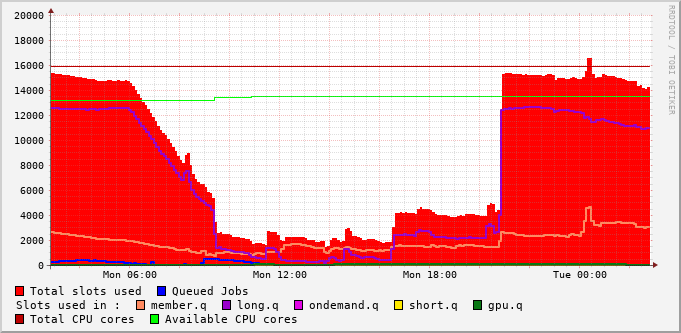 20000
18000
16000
14000
12000
10000
8000
6000
4000
2000
0
Mon 06:00 Mon 12:00 Mon 18:00 Tue 00:00
RRDTOOL / TOBI OETIKER
Total slots used Queued Jobs
Slots used in : member.q long.q ondemand.q short.q gpu.q
Total CPU cores Available CPU cores